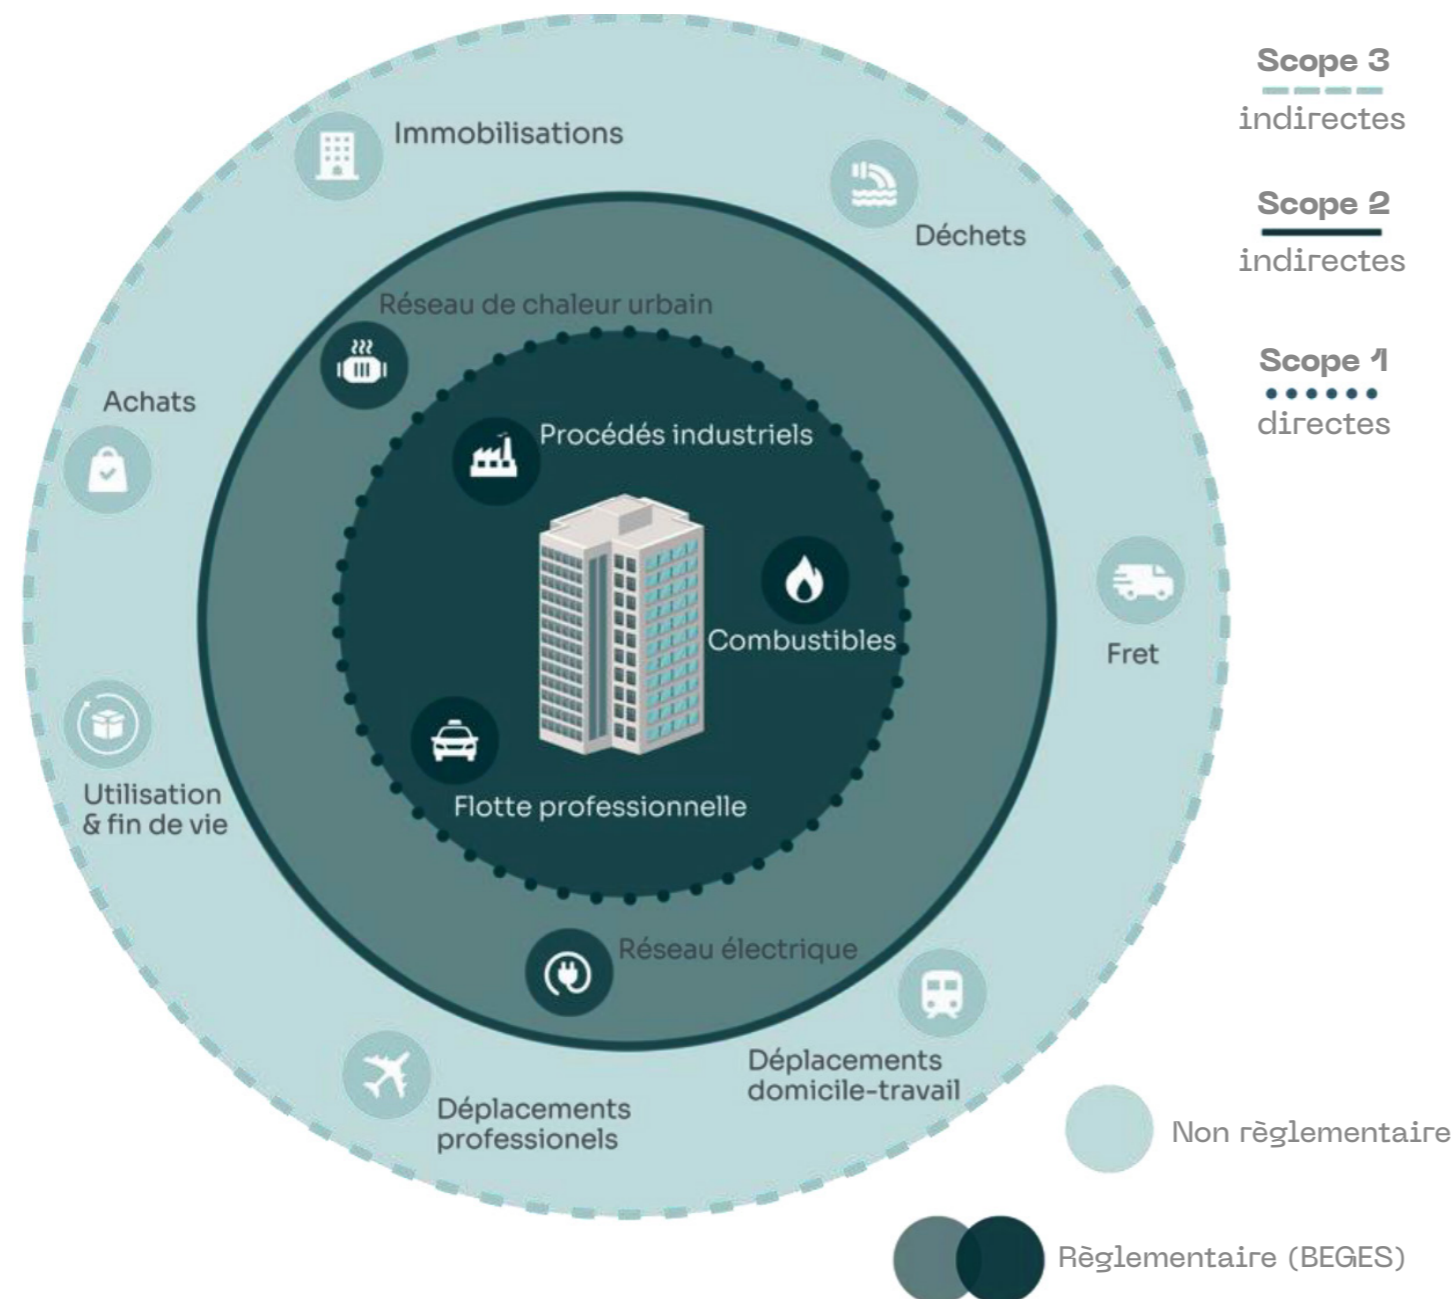 Scope 3
indirectes
Scope 2
indirectes
Scope 1
directes
Immobilisations
Déchets
Réseau de chaleur urbain
Achats
Procédés industriels
Combustibles
Fret
Utilisation
& fin de vie
Flotte professionnelle
Réseau électrique
Déplacements
domicile-travail
Déplacements
professionels
Non règlementaire
Règlementaire (BEGES)